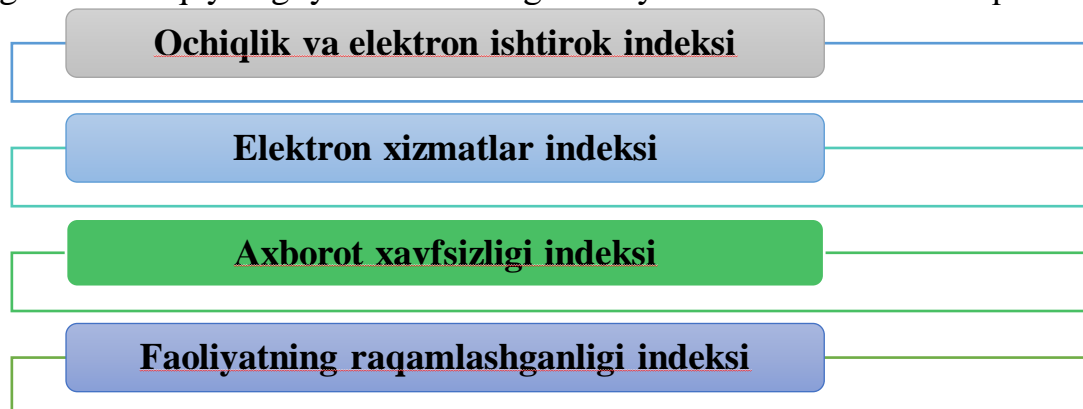 Ochiqlik va elektron ishtirok indeksi
Elektron xizmatlar indeksi
Axborot xavfsizligi indeksi
Faoliyatning raqamlashganligi indeksi